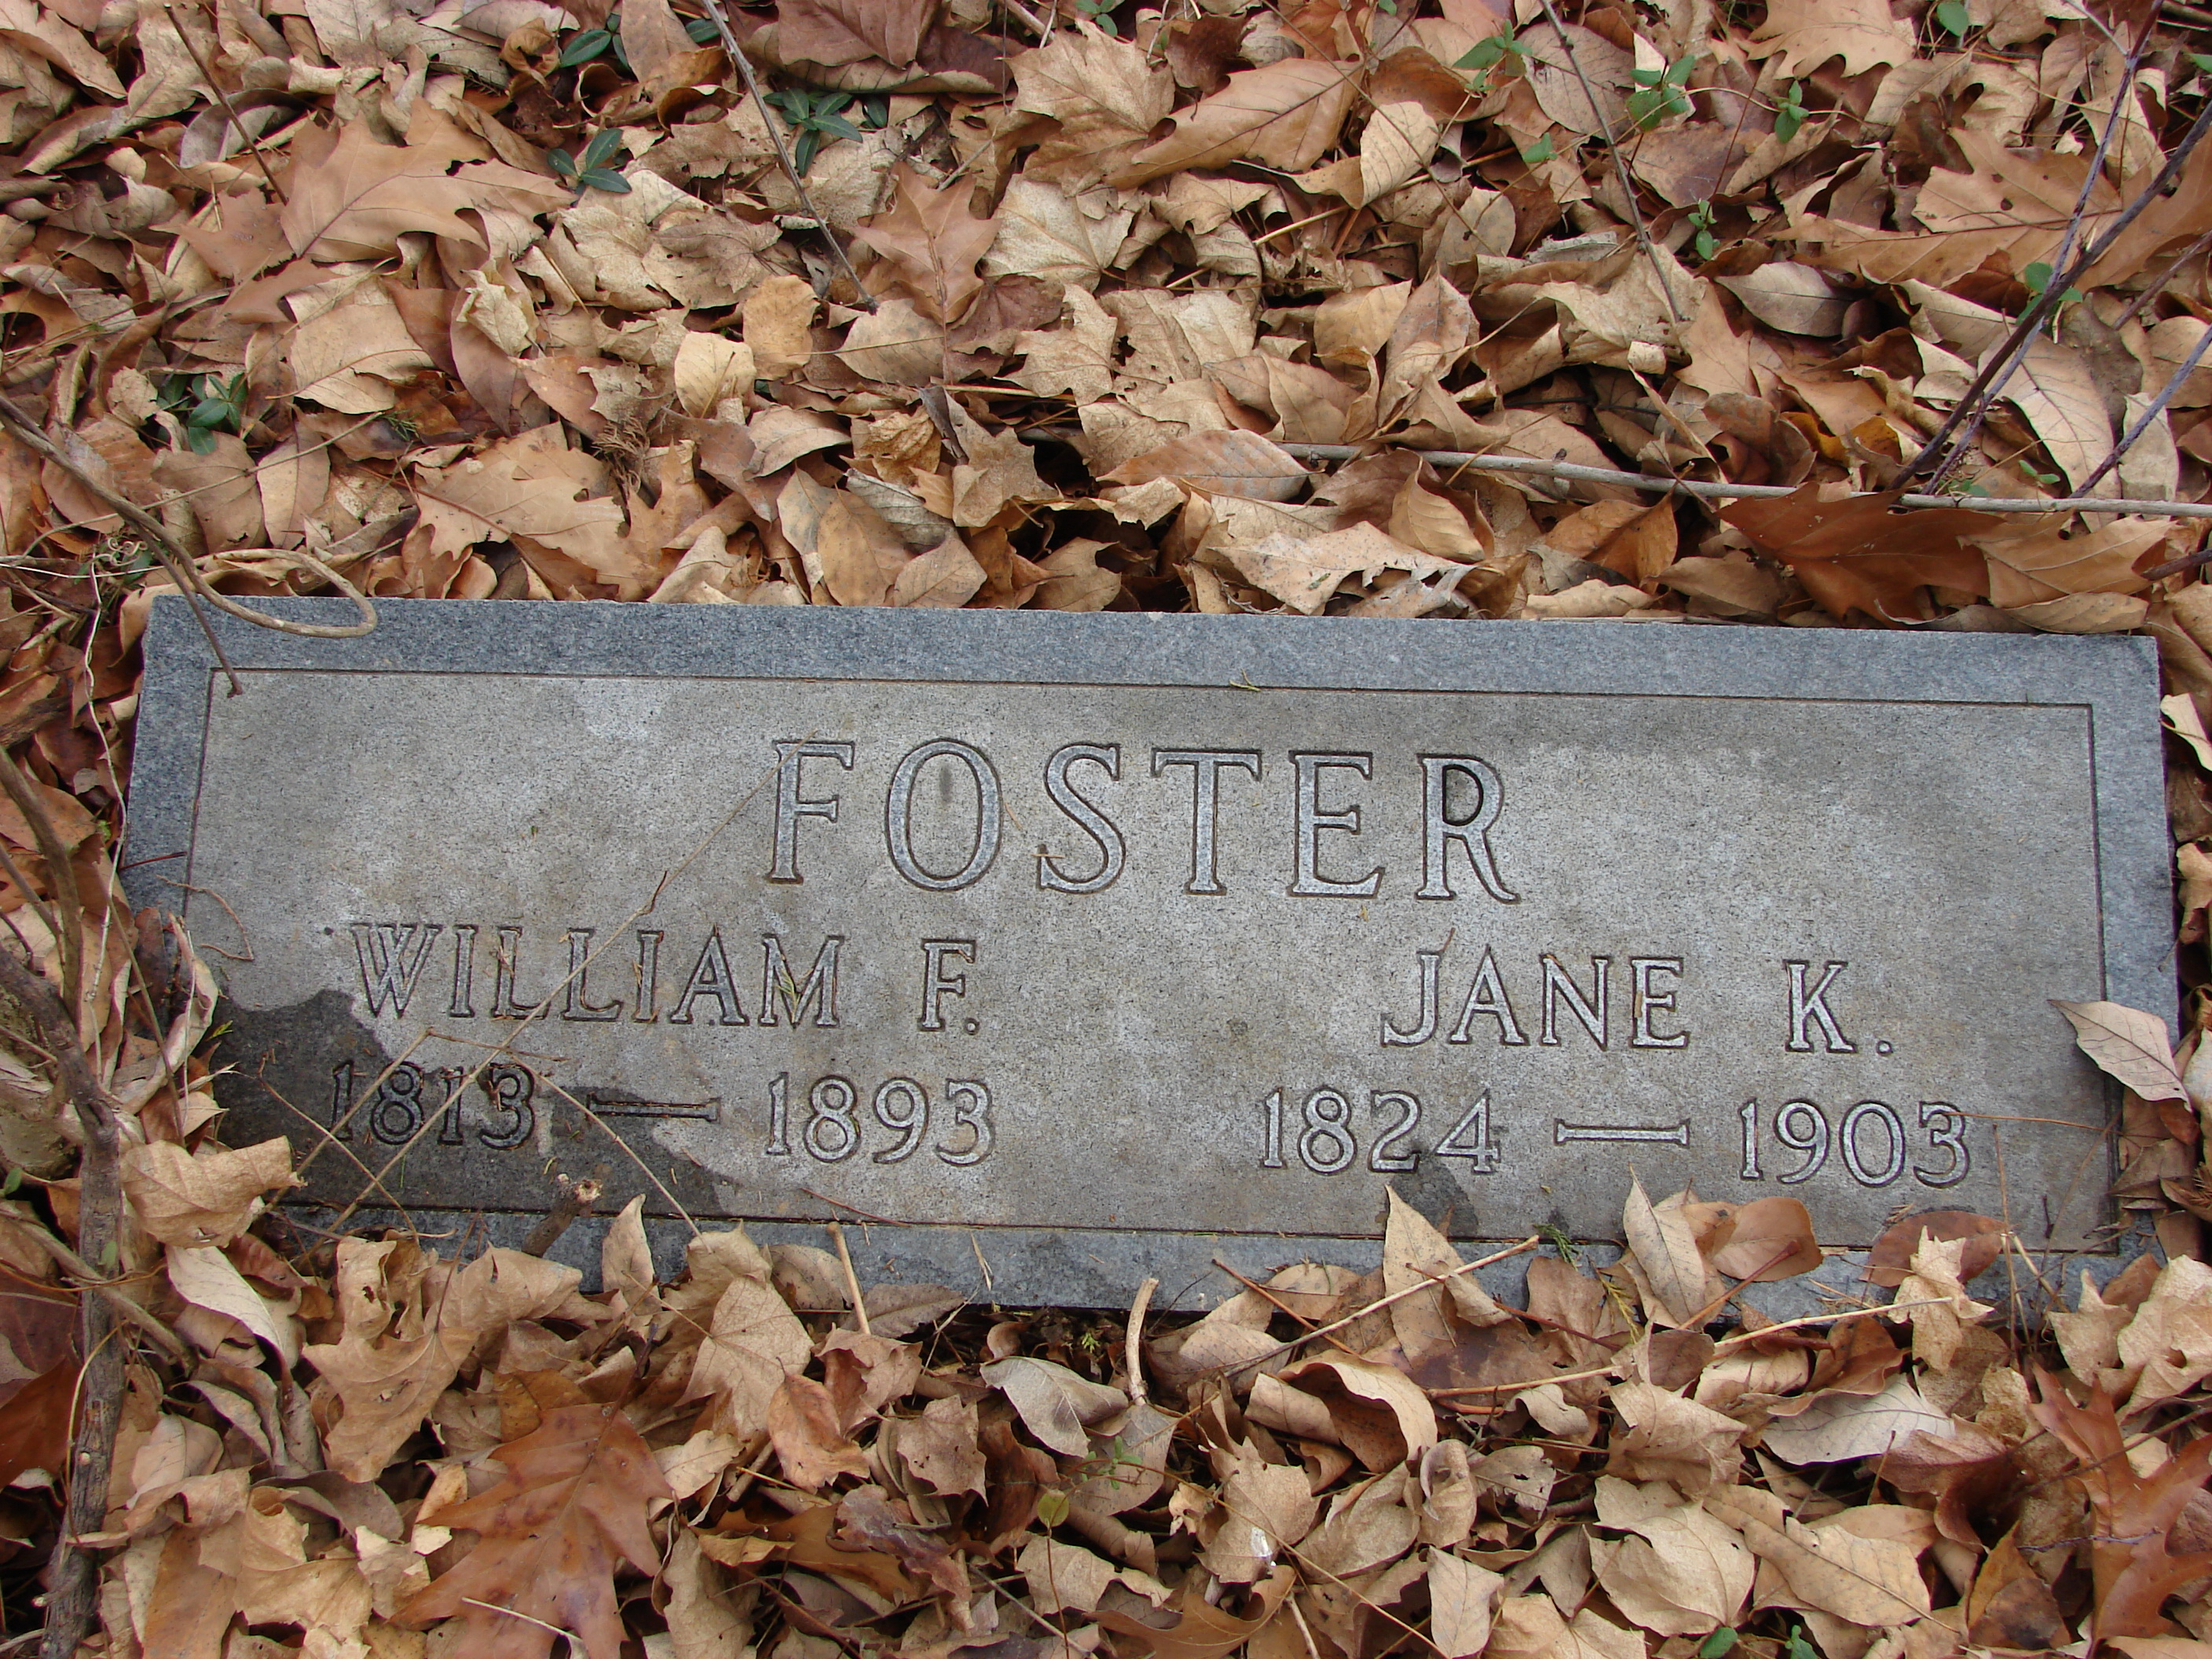 FOSTER
WILLIAM F. JANE K.
1813 — 1893 1824 — 1903